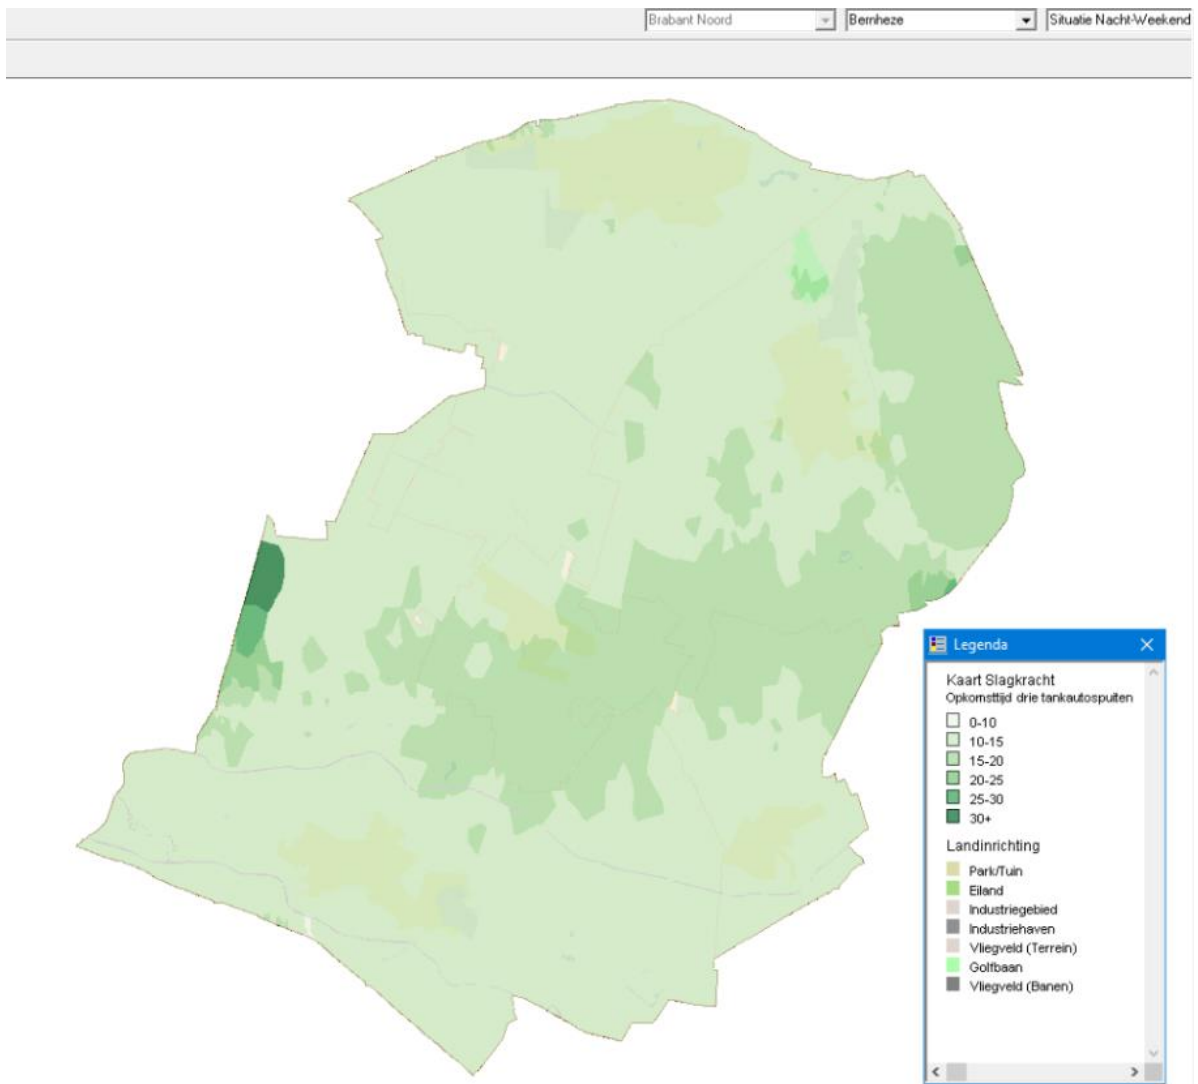 Brabant Noord
Bernheze
Situatie Nacht-Weekend
Legenda
Kaart Slagkracht
Opkomsttijd drie tankautospuiten
0-10
10-15
15-20
20-25
25-30
30+
Landinrichting
Park/Tuin
Eiland
Industriegebied
Industriehaven
Vliegveld (Terrein)
Golfbaan
Vliegveld (Banen)